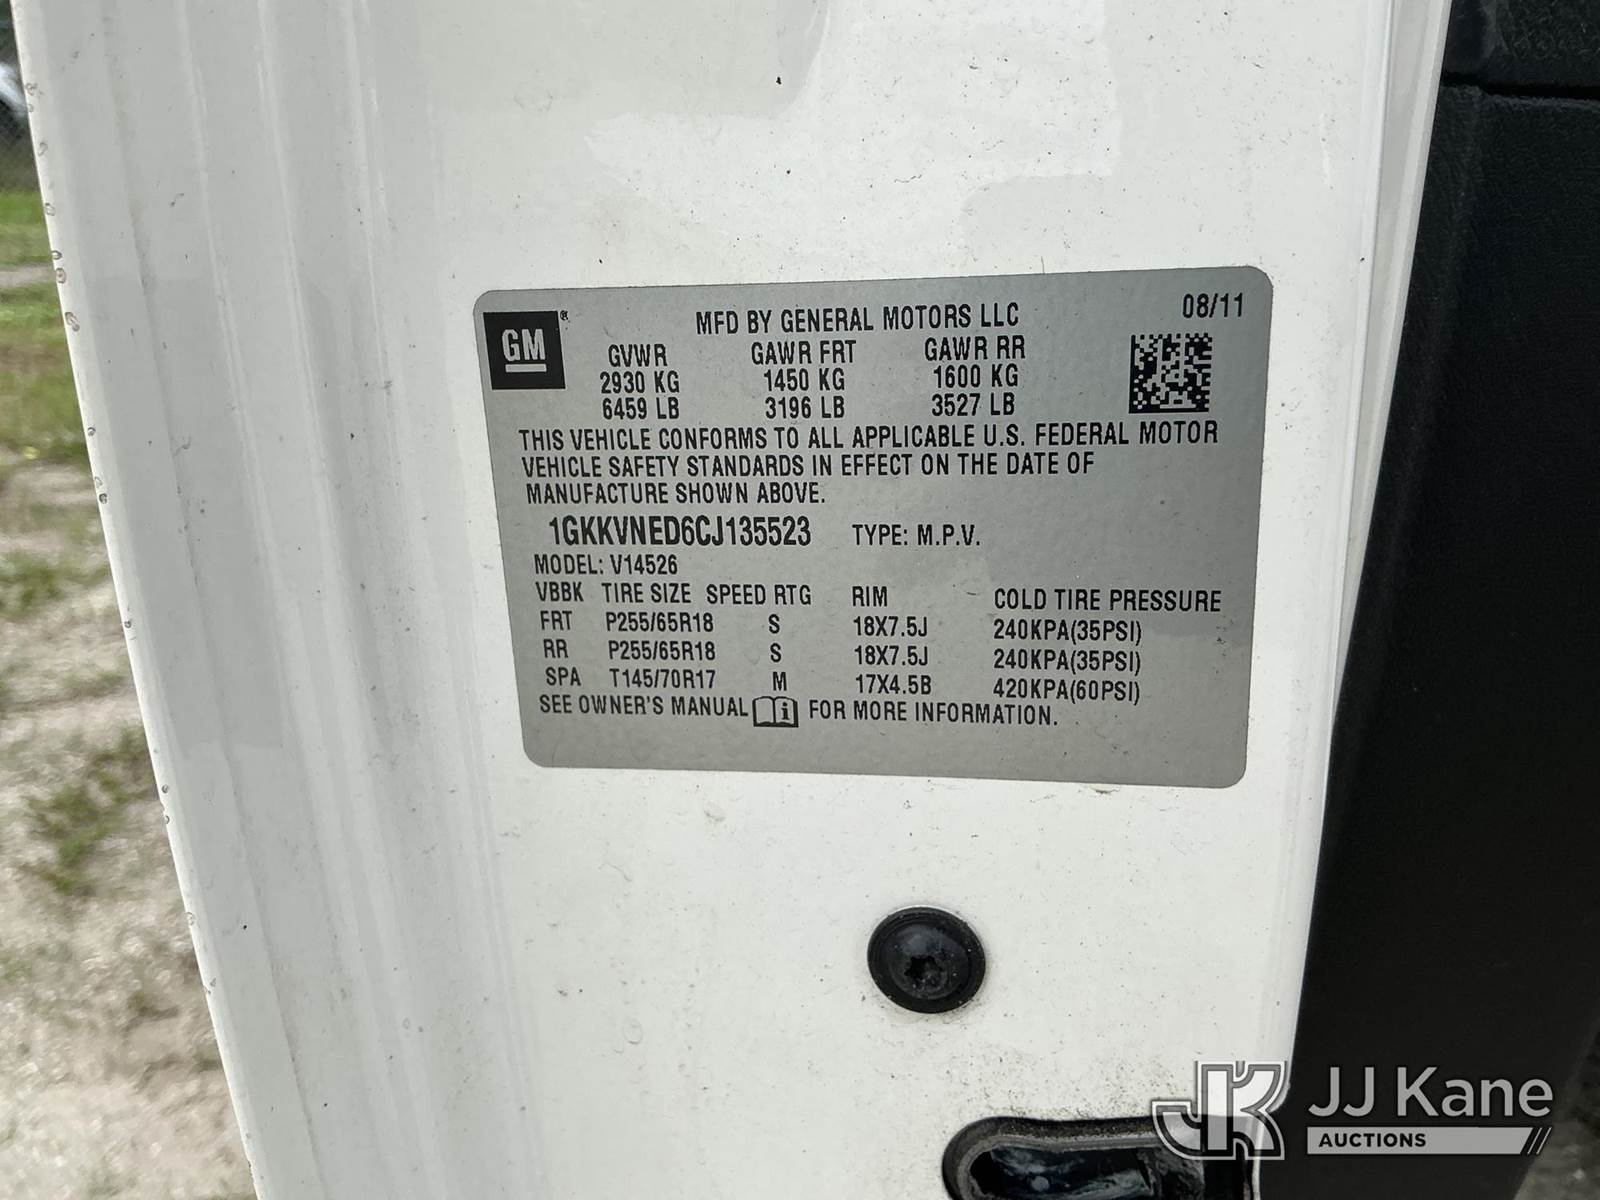 MFD BY GENERAL MOTORS LLC 08/11
GM®
GVWR GAWR FRT GAWR RR
2930 KG 1450 KG 1600 KG
6459 LB 3196 LB 3527 LB
THIS VEHICLE CONFORMS TO ALL APPLICABLE U.S. FEDERAL MOTOR
VEHICLE SAFETY STANDARDS IN EFFECT ON THE DATE OF
MANUFACTURE SHOWN ABOVE.
1GKKVNED6CJ135523 TYPE: M.P.V.
MODEL: V14526
VBBK TIRE SIZE SPEED RTG RIM COLD TIRE PRESSURE
FRT P255/65R18 S 18X7.5J 240KPA(35PSI)
RR P255/65R18 S 18X7.5J 240KPA(35PSI)
SPA T145/70R17 M 17X4.5B 420KPA(60PSI)
SEE OWNER'S MANUAL i FOR MORE INFORMATION.
JK JJ Kane
AUCTIONS